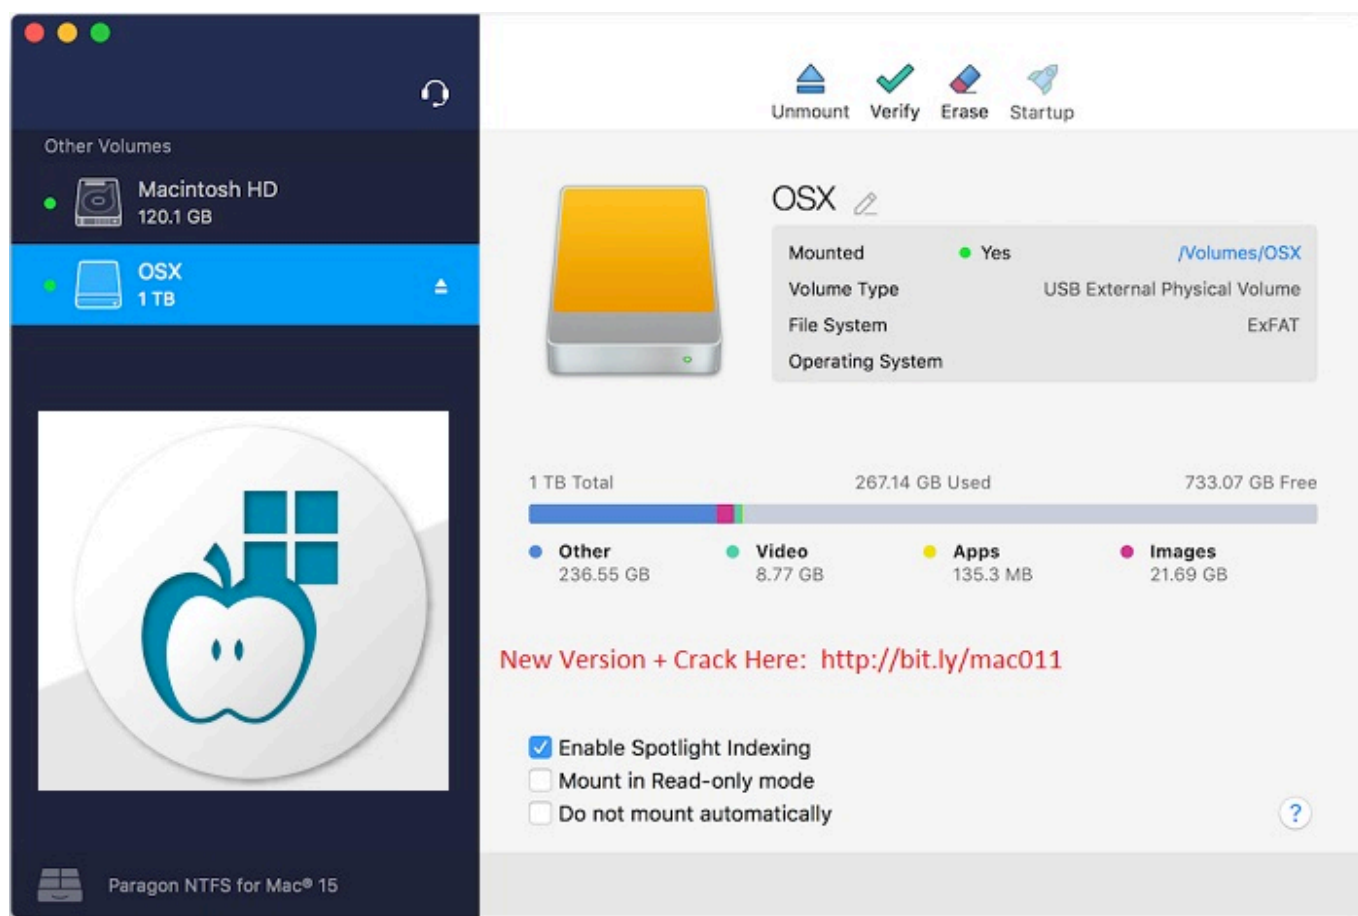 Unmount Verify Erase Startup
Other Volumes
Macintosh HD
120.1 GB
OSX
1 TB
OSX
Mounted Yes /Volumes/OSX
Volume Type USB External Physical Volume
File System ExFAT
Operating System
1 TB Total 267.14 GB Used 733.07 GB Free
Other Video Apps Images
236.55 GB 8.77 GB 135.3 MB 21.69 GB
New Version + Crack Here: http://bit.ly/mac011
Enable Spotlight Indexing
Mount in Read-only mode
Do not mount automatically
?
Paragon NTFS for Mac® 15